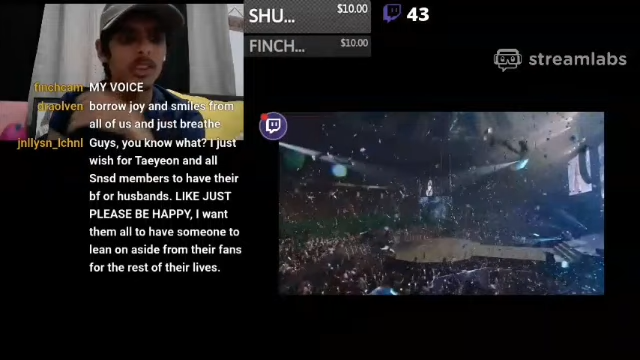 SHU... $10.00
FINCH... $10.00
43
streamlabs
finchcam MY VOICE
draolven borrow joy and smiles from
all of us and just breathe
Guys, you know what? I just
wish for Taeyeon and all
Snsd members to have their
bf or husbands. LIKE JUST
PLEASE BE HAPPY, I want
them all to have someone to
lean on aside from their fans
for the rest of their lives.